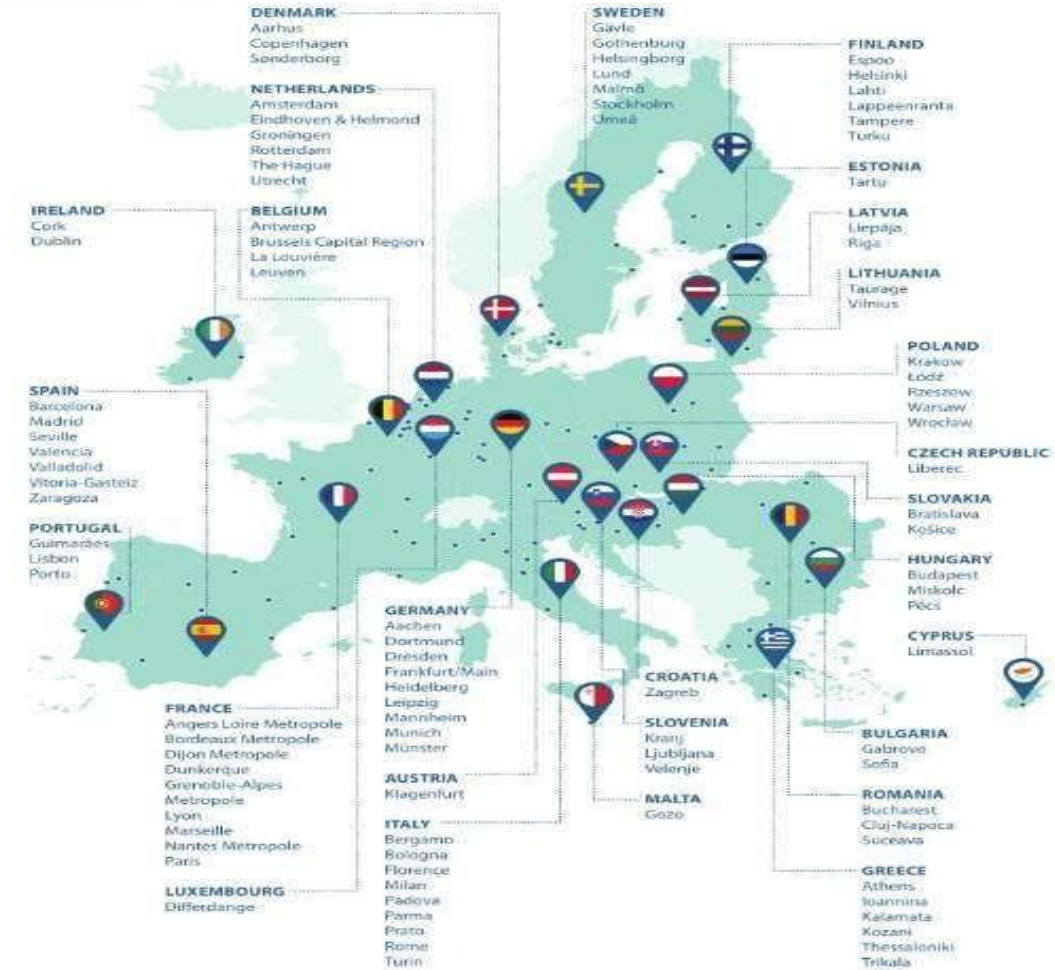 DENMARK
Aarhus
Copenhagen
Sønderborg
SWEDEN
Gävle
Gothenburg
Helsingborg
Lund
Malmö
Stockholm
Umeå
FINLAND
Espoo
Helsinki
Lahti
Lappeenranta
Tampere
Turku
NETHERLANDS
Amsterdam
Eindhoven & Helmond
Groningen
Rotterdam
The Hague
Utrecht
ESTONIA
Tartu
IRELAND
Cork
Dublin
BELGIUM
Antwerp
Brussels Capital Region
La Louvière
Leuven
LATVIA
Liepaja
Riga
LITHUANIA
Taurage
Vilnius
POLAND
Krakow
Łódź
Rzeszow
Warsaw
Wrocław
SPAIN
Barcelona
Madrid
Seville
Valencia
Valladolid
Vitoria-Gasteiz
Zaragoza
CZECH REPUBLIC
Liberec
SLOVAKIA
Bratislava
Košice
PORTUGAL
Guimarães
Lisbon
Porto
HUNGARY
Budapest
Miskolc
Pécs
GERMANY
Aachen
Dortmund
Dresden
Frankfurt/Main
Heidelberg
Leipzig
Mannheim
Munich
Münster
CYPRUS
Limassol
CROATIA
Zagreb
FRANCE
Angers Loire Metropole
Bordeaux Metropole
Dijon Metropole
Dunkerque
Grenoble-Alpes
Metropole
Lyon
Marseille
Nantes Metropole
Paris
SLOVENIA
Kranj
Ljubljana
Velenje
BULGARIA
Gabrovo
Sofia
AUSTRIA
Klagenfurt
MALTA
Gozo
ROMANIA
Bucharest
Cluj-Napoca
Suceava
ITALY
Bergamo
Bologna
Florence
Milan
Padova
Parma
Prato
Rome
Turin
GREECE
Athens
Ioannina
Kalamata
Kozani
Thessaloniki
Trikala
LUXEMBOURG
Differdange